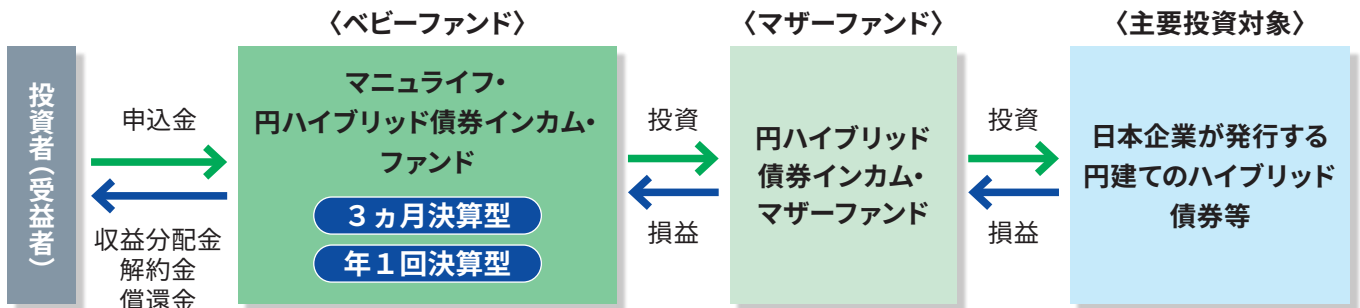 〈ベビーファンド〉
〈マザーファンド〉
〈主要投資対象〉
投資者（受益者）
申込金
収益分配金
解約金
償還金
マニュライフ・
円ハイブリッド債券インカム・
ファンド
３ヵ月決算型
年１回決算型
投資
損益
円ハイブリッド
債券インカム・
マザーファンド
投資
損益
日本企業が発行する
円建てのハイブリッド
債券等